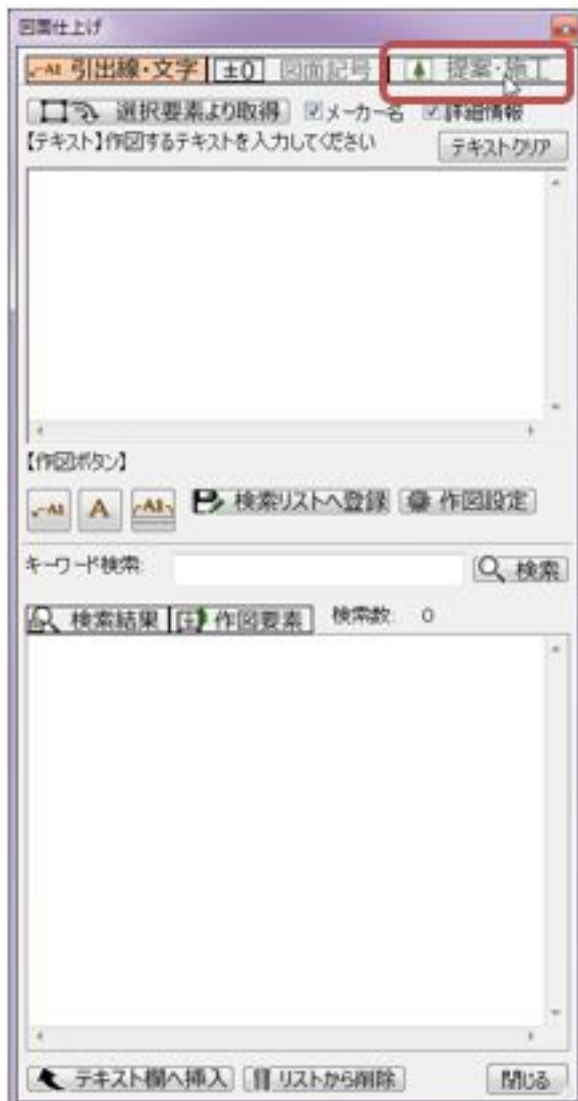 図面仕上げ
A1 引出線・文字 ±0 図面記号 提案・施工
選択要素より取得 メーカー名 詳細情報
【テキスト】作図するテキストを入力してください テキストクリア
【作図ボタン】
A1 A A1 検索リストへ登録 作図設定
キーワード検索: 検索
検索結果 作図要素 検索数: 0
テキスト欄へ挿入 リストから削除 閉じる